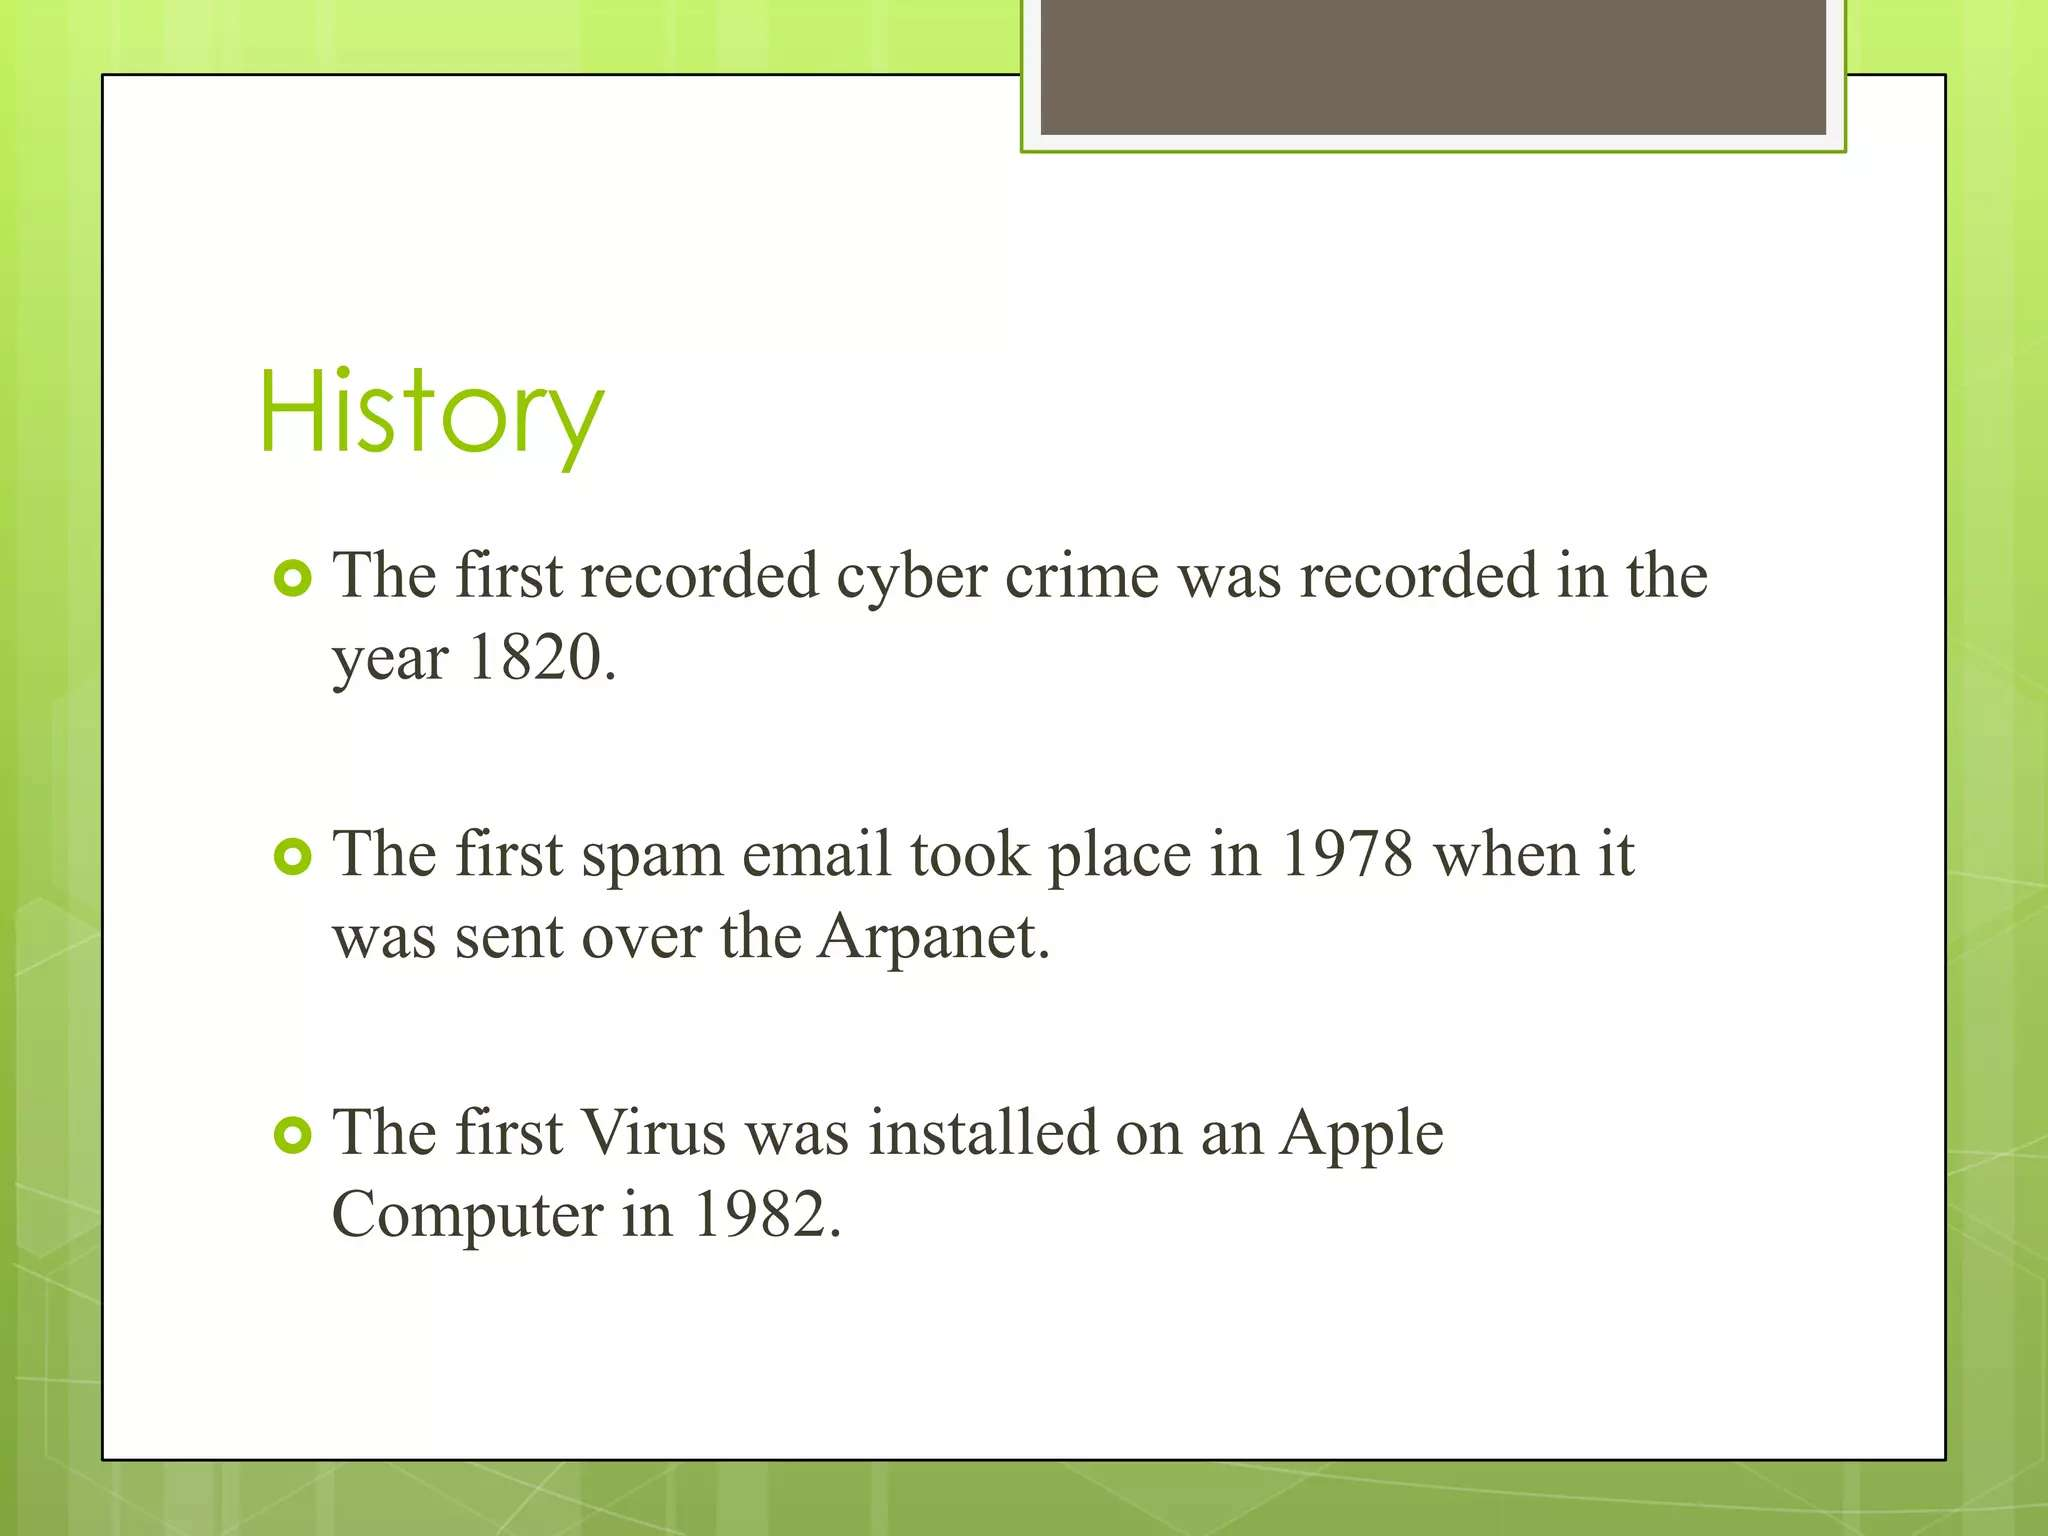 History
The first recorded cyber crime was recorded in the
year 1820.
The first spam email took place in 1978 when it
was sent over the Arpanet.
The first Virus was installed on an Apple
Computer in 1982.